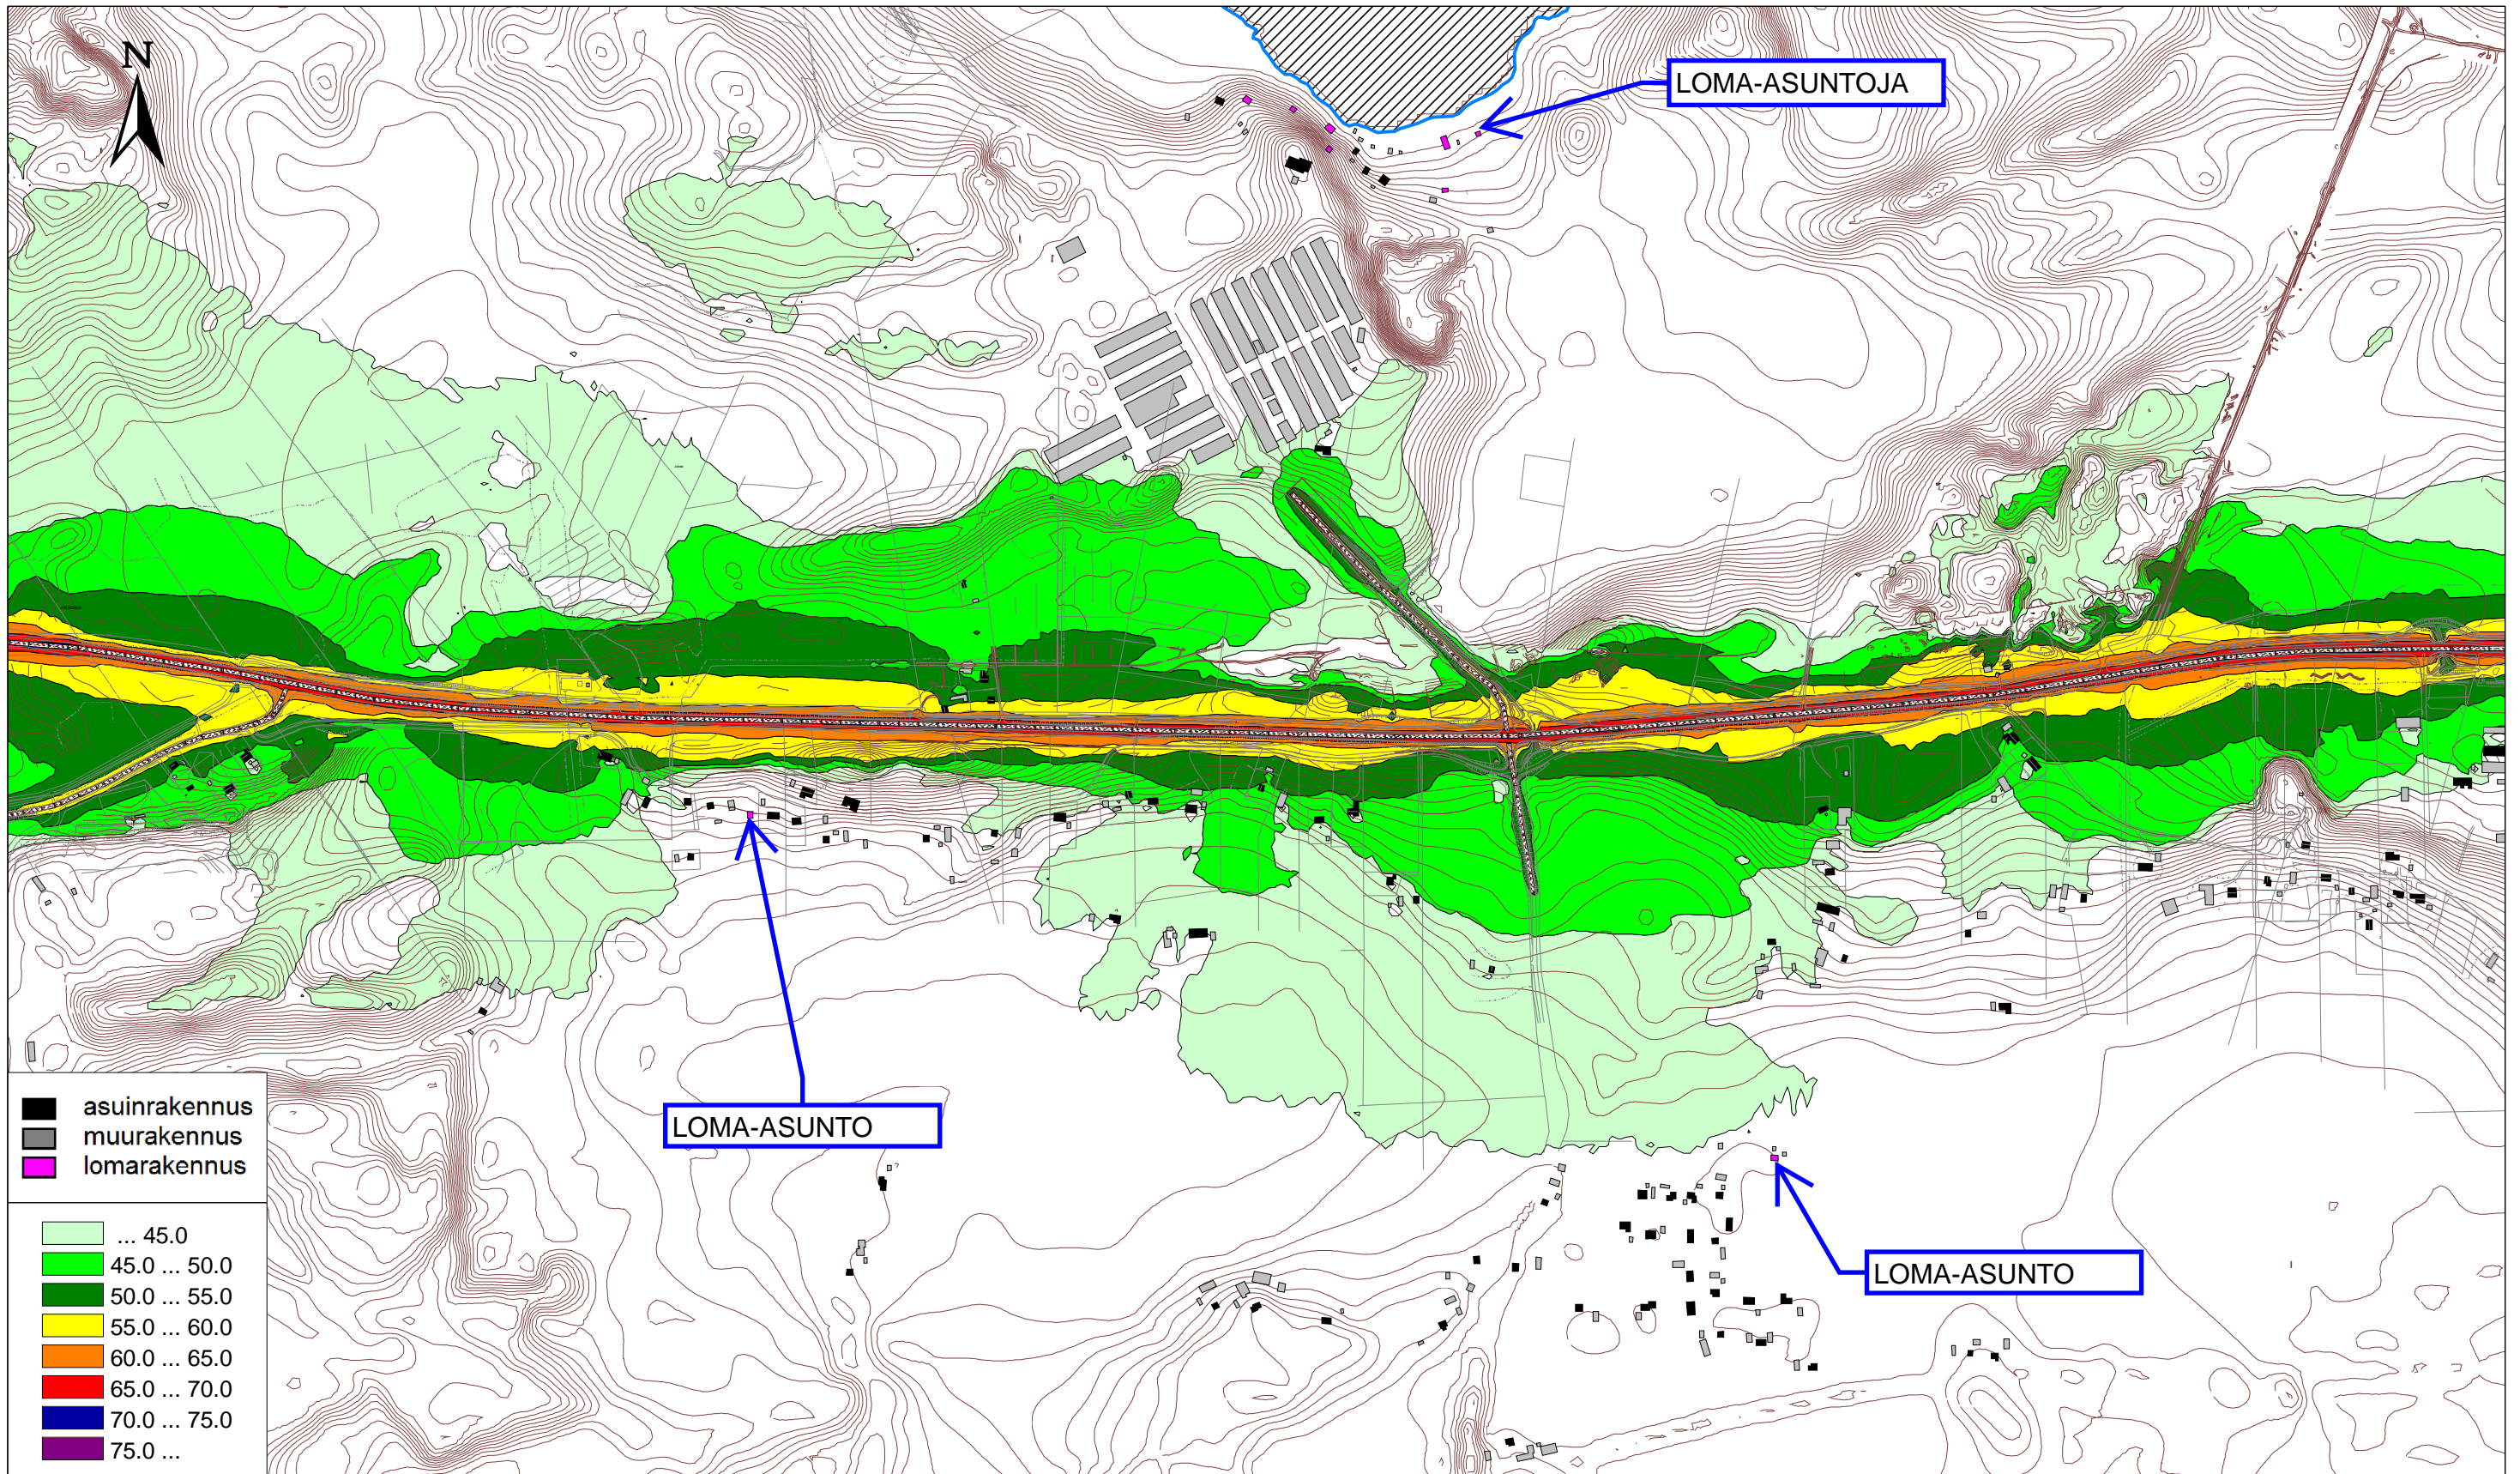 N
LOMA-ASUNTOJA
LOMA-ASUNTO
LOMA-ASUNTO
asuinrakennus
muurakennus
lomarakennus
... 45.0
45.0 ... 50.0
50.0 ... 55.0
55.0 ... 60.0
60.0 ... 65.0
65.0 ... 70.0
70.0 ... 75.0
75.0 ...